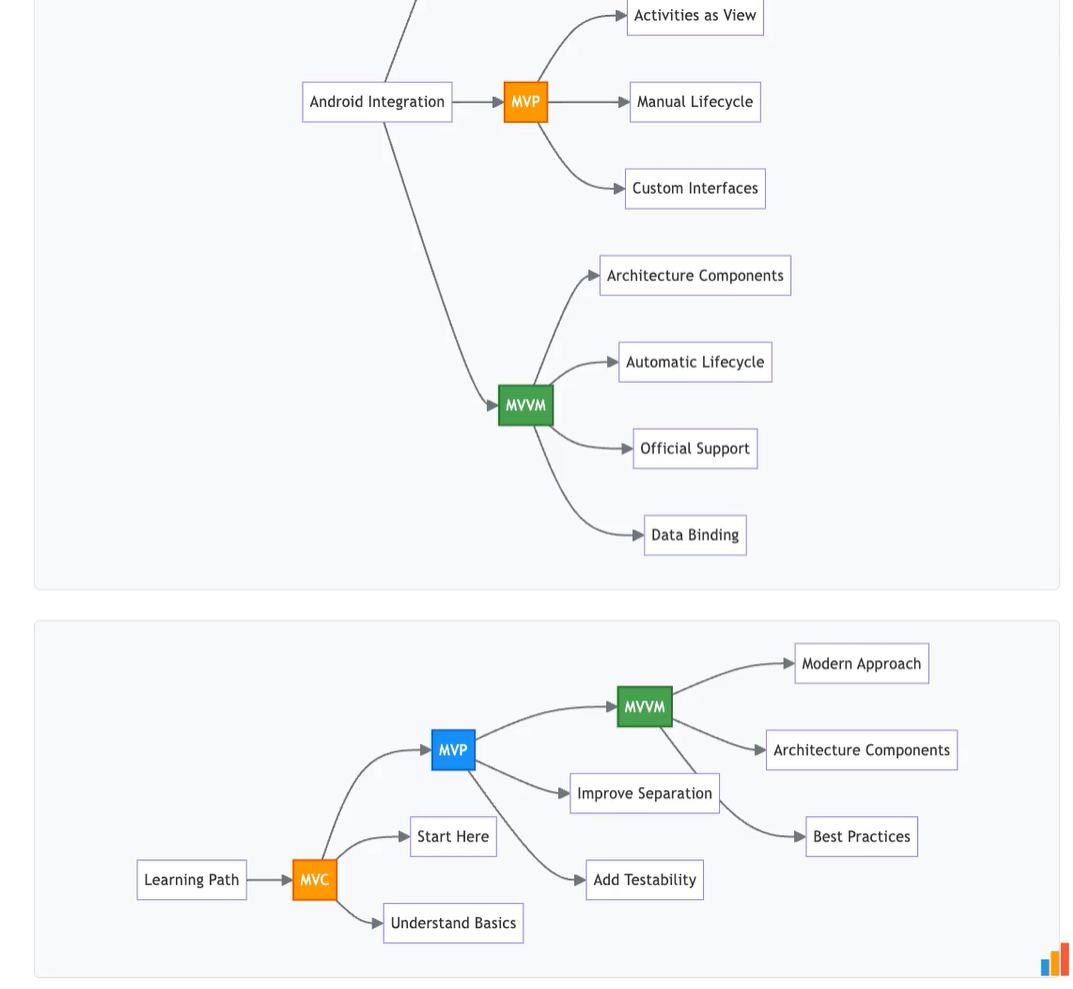 Activities as View
Android Integration
MVP
Manual Lifecycle
Custom Interfaces
Architecture Components
Automatic Lifecycle
MVVM
Official Support
Data Binding
Modern Approach
MVVM
MVP
Architecture Components
Improve Separation
Start Here
Best Practices
Learning Path
MVC
Add Testability
Understand Basics